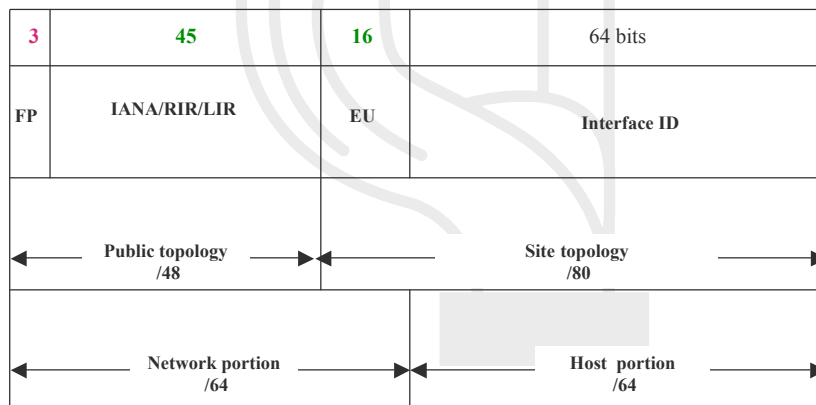 3 45 16 64 bits
FP IANA/RIR/LIR EU Interface ID
Public topology Site topology
/48 /80
Network portion Host portion
/64 /64